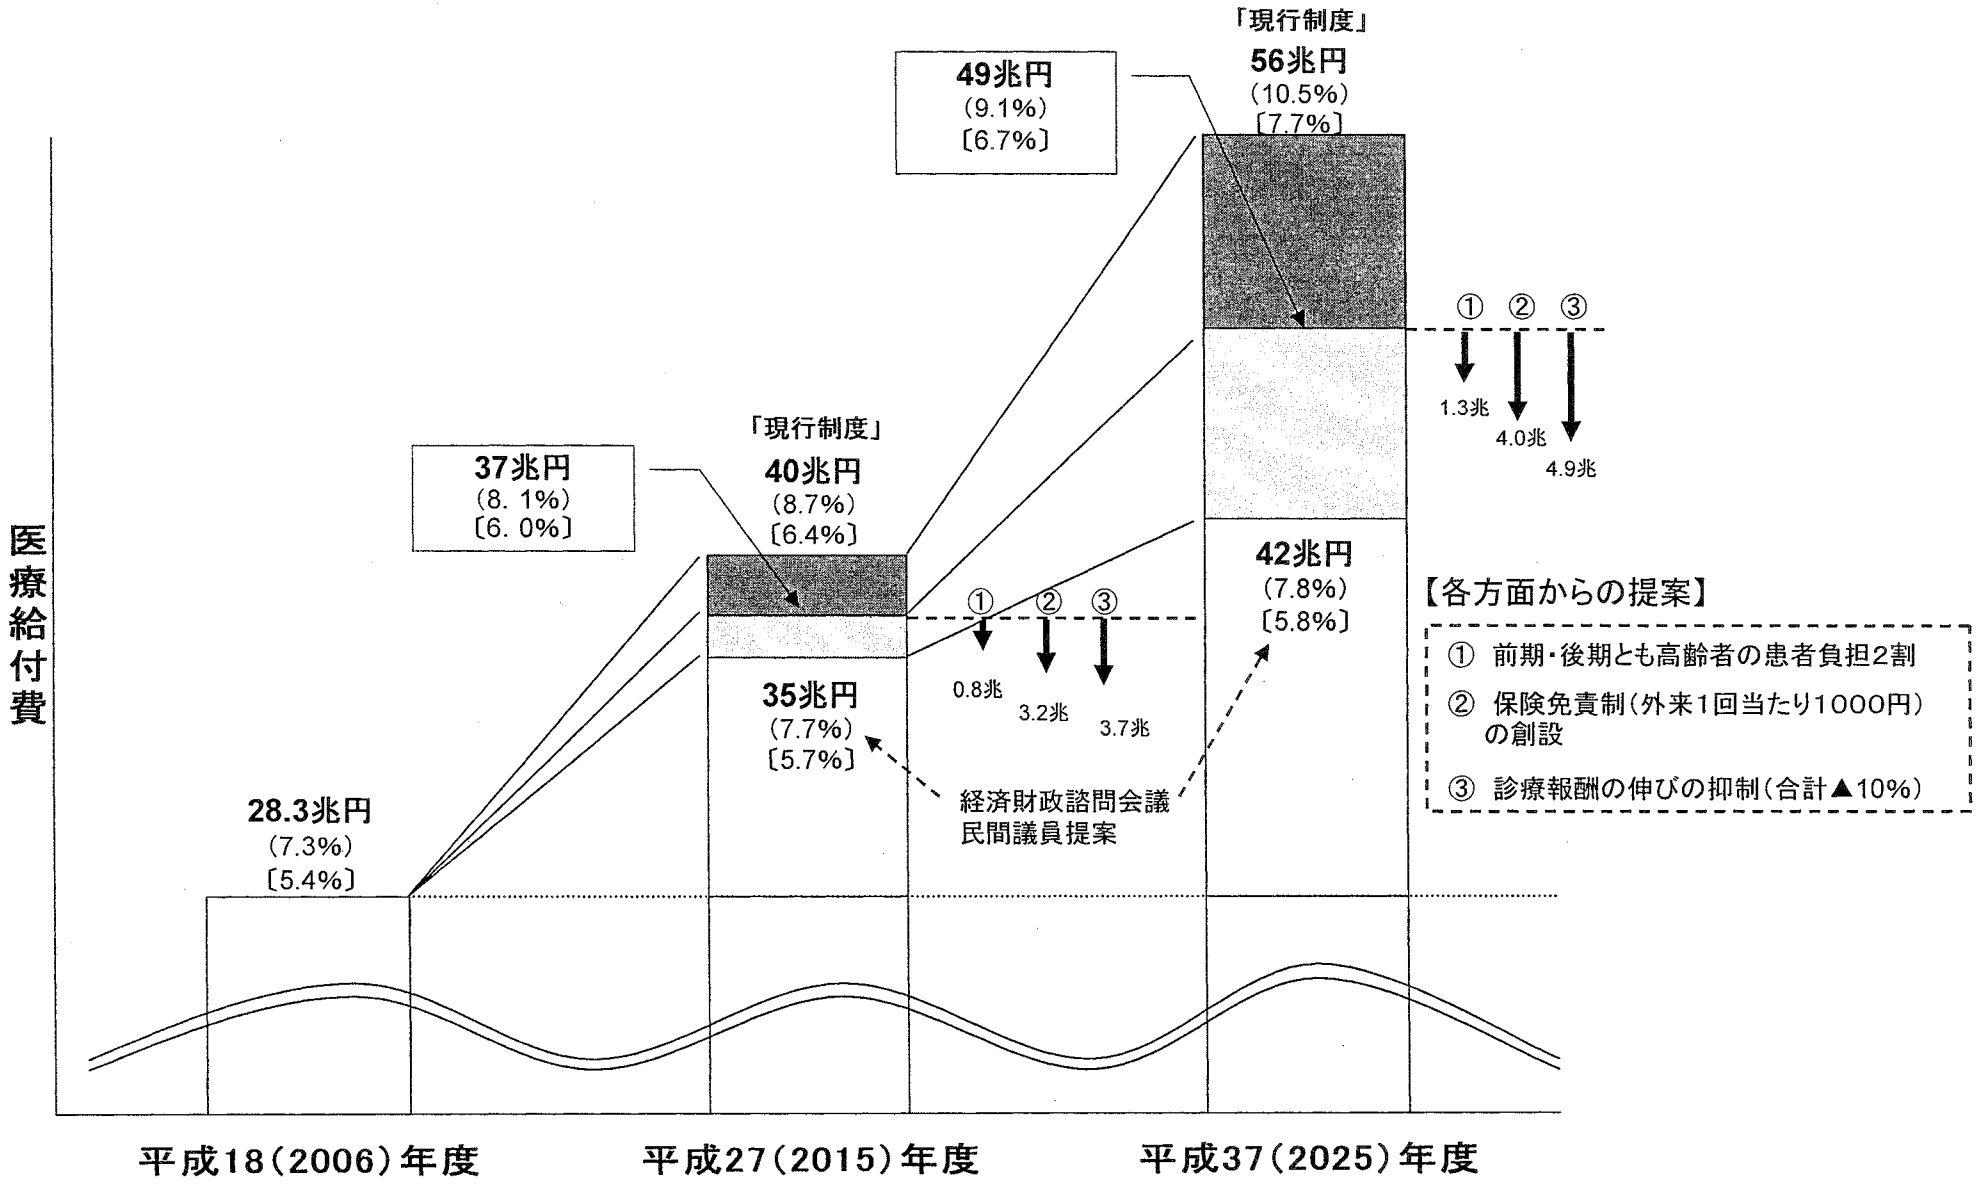 「現行制度」
56兆円
(10.5%)
〔7.7%〕
49兆円
(9.1%)
〔6.7%〕
① ② ③
1.3兆
4.0兆
4.9兆
「現行制度」
40兆円
(8.7%)
〔6.4%〕
37兆円
(8.1%)
〔6.0%〕
医療給付費
① ② ③
0.8兆
3.2兆
3.7兆
35兆円
(7.7%)
〔5.7%〕
42兆円
(7.8%)
〔5.8%〕
経済財政諮問会議
民間議員提案
【各方面からの提案】
① 前期・後期とも高齢者の患者負担2割
② 保険免責制(外来1回当たり1000円)
の創設
③ 診療報酬の伸びの抑制(合計▲10%)
28.3兆円
(7.3%)
〔5.4%〕
平成18(2006)年度
平成27(2015)年度
平成37(2025)年度